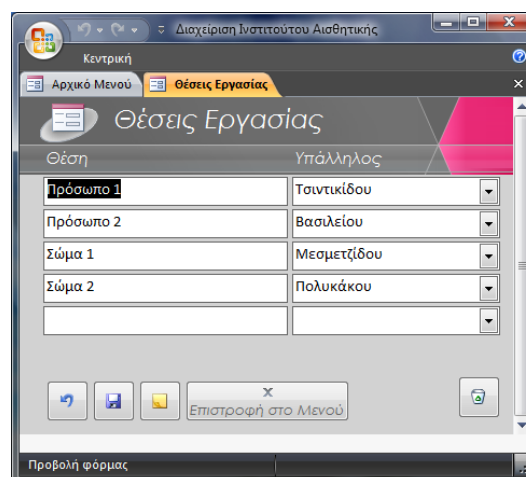 Διαχείριση Ινστιτούτου Αισθητικής
Κεντρική
Αρχικό Μενού Θέσεις Εργασίας
Θέσεις Εργασίας
Θέση Υπάλληλος
Πρόσωπο 1 Τσιντικίδου
Πρόσωπο 2 Βασιλείου
Σώμα 1 Μεσμετζίδου
Σώμα 2 Πολυκάκου
Επιστροφή στο Μενού
Προβολή φόρμας